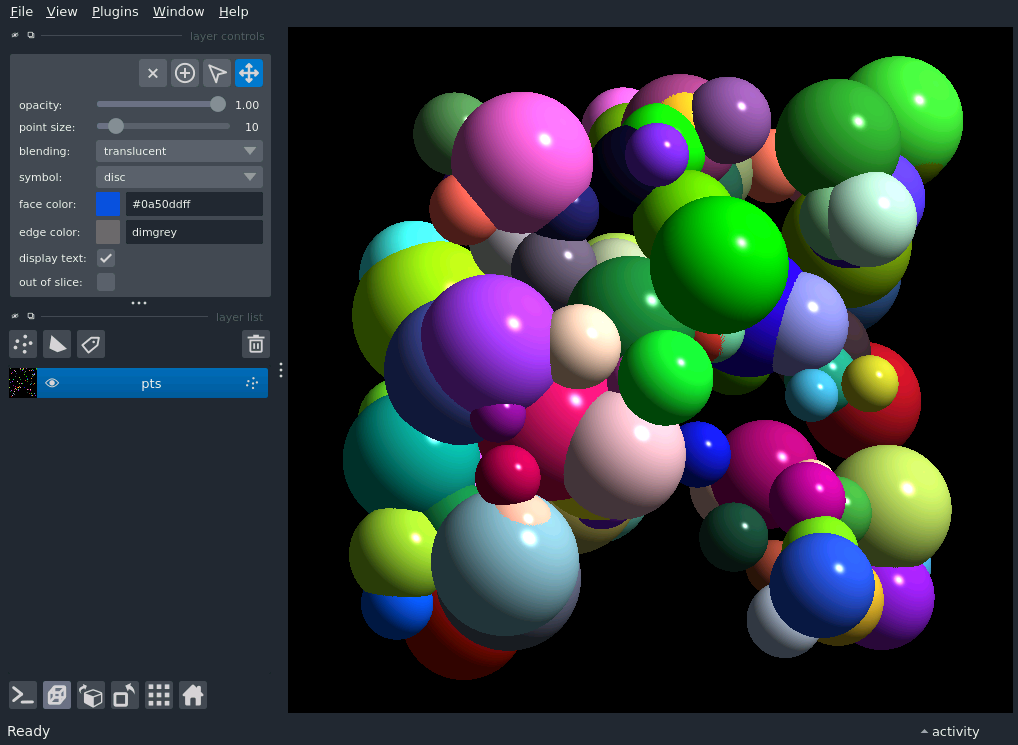 File View Plugins Window Help
layer controls
opacity: 1.00
point size: 10
blending: translucent
symbol: disc
face color: #0a50ddff
edge color: dimgrey
display text:
out of slice:
layer list
pts
Ready activity